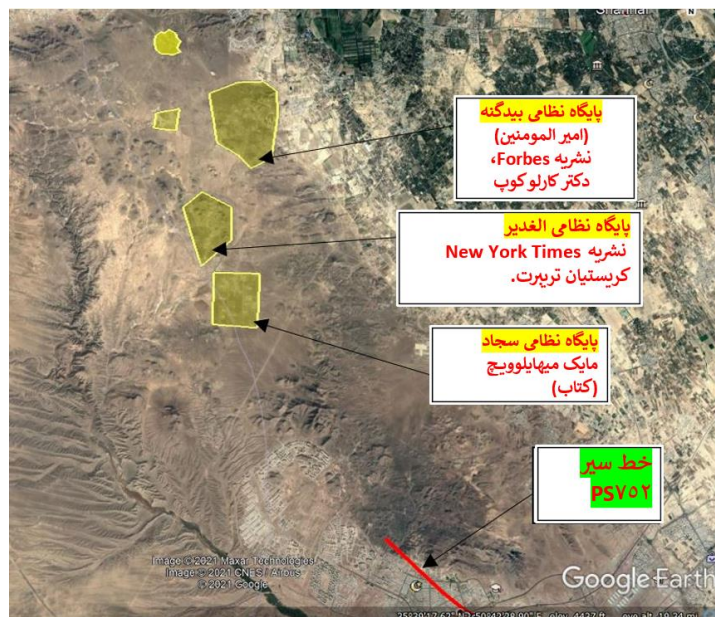 پایگاه نظامی بیدگنه
(امیر المومنین)
نشریه Forbes،
دکتر کارلو کوپ
پایگاه نظامی الغدیر
نشریه New York Times
کریستیان تریبرت.
پایگاه نظامی سجاد
مایک میهایلوویچ
(کتاب)
خط سیر
PS۷۵۲
Image © 2021 Maxar Technologies
Image © 2021 CNES / Airbus
© 2021 Google
Google Earth
N